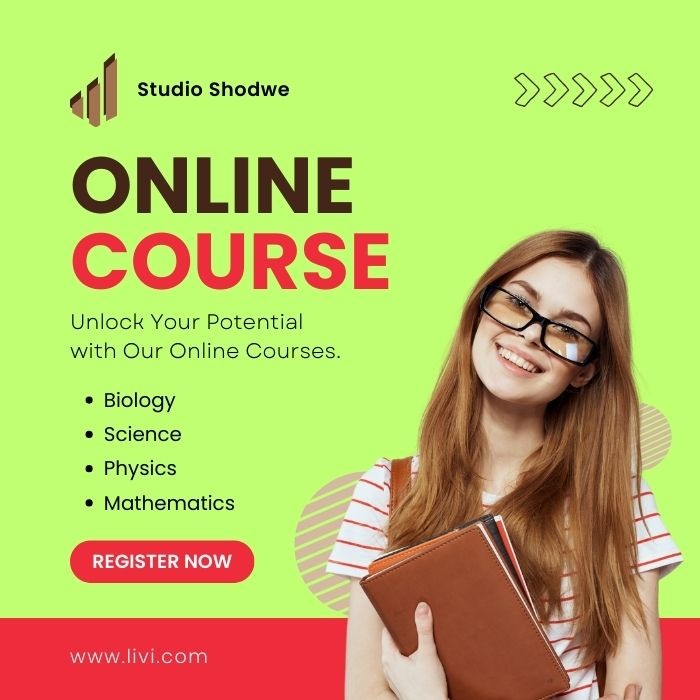 Studio Shodwe
ONLINE
COURSE
Unlock Your Potential
with Our Online Courses.
• Biology
• Science
• Physics
• Mathematics
REGISTER NOW
www.livi.com